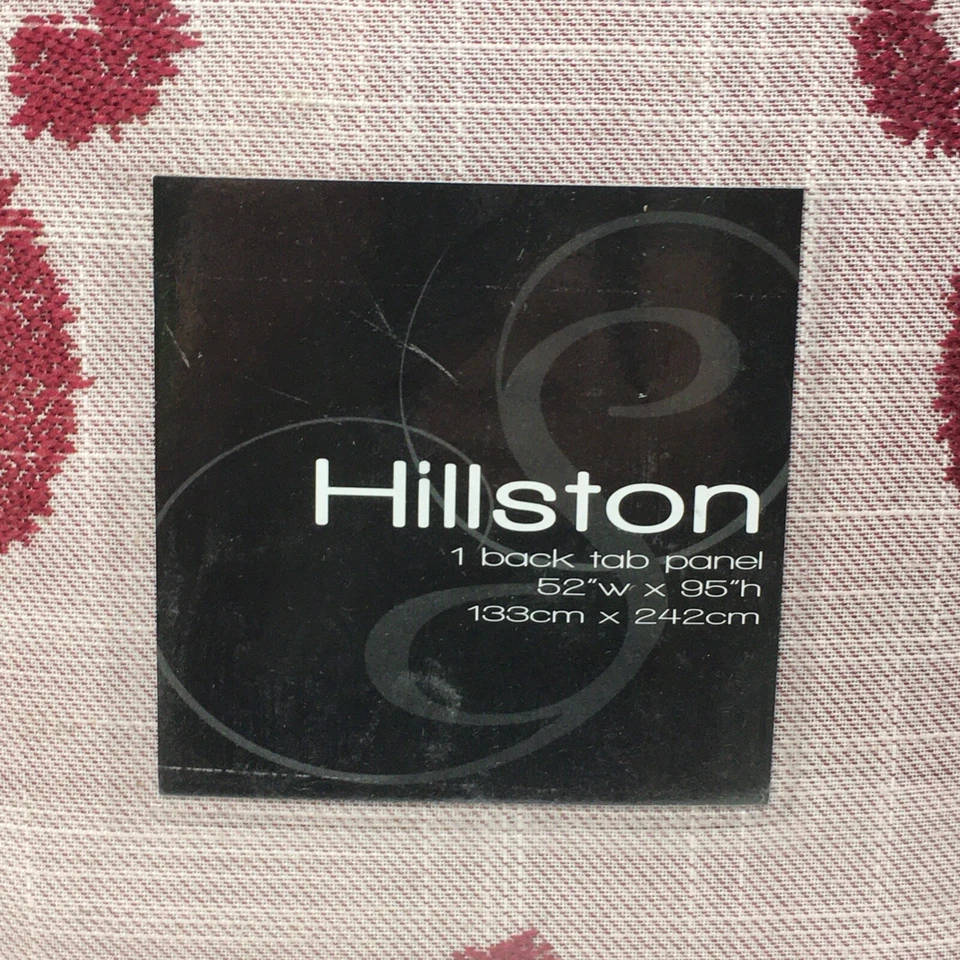 Hillston
1 back tab panel
52"w x 95"h
133cm x 242cm